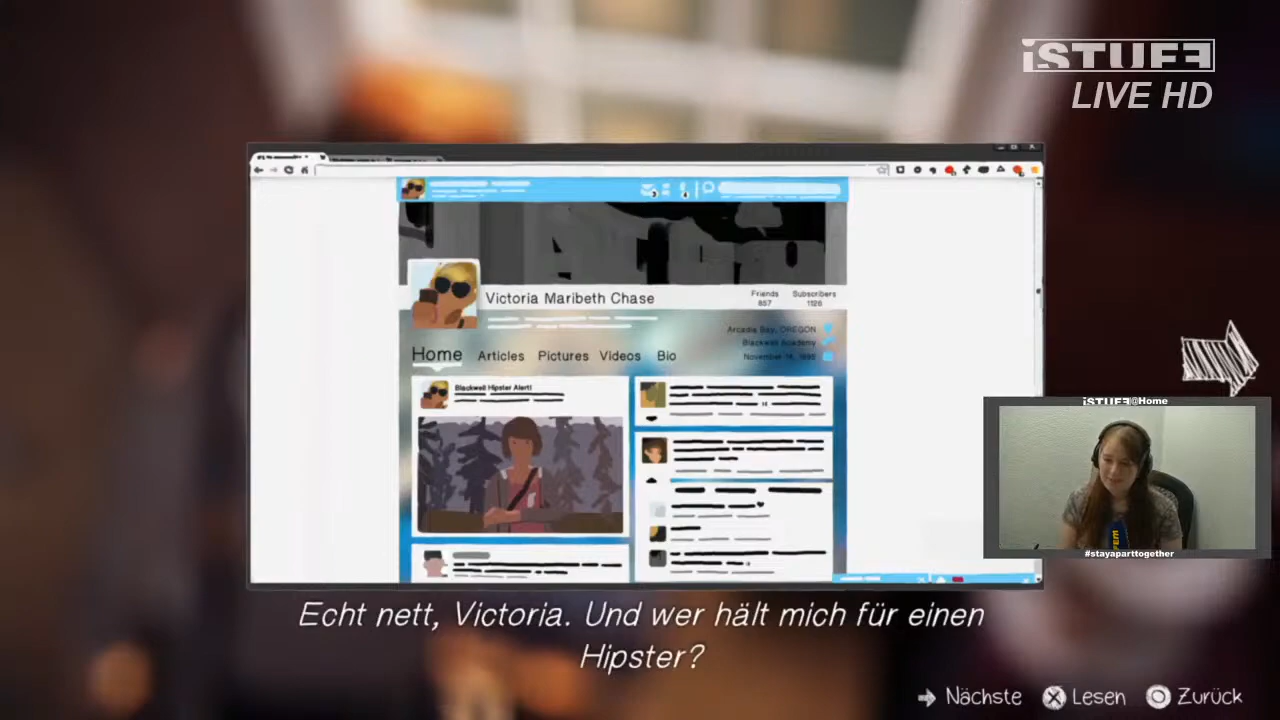 iSTUFF
LIVE HD
Victoria Maribeth Chase
Friends
857
Subscribers
1126
Arcadia Bay, OREGON
Blackwell Academy
Home
Articles
Pictures
Videos
Bio
Blackwell Hipster Alert!
iSTUFF@Home
#stayaparttogether
Echt nett, Victoria. Und wer hält mich für einen
Hipster?
Nächste
Lesen
Zurück